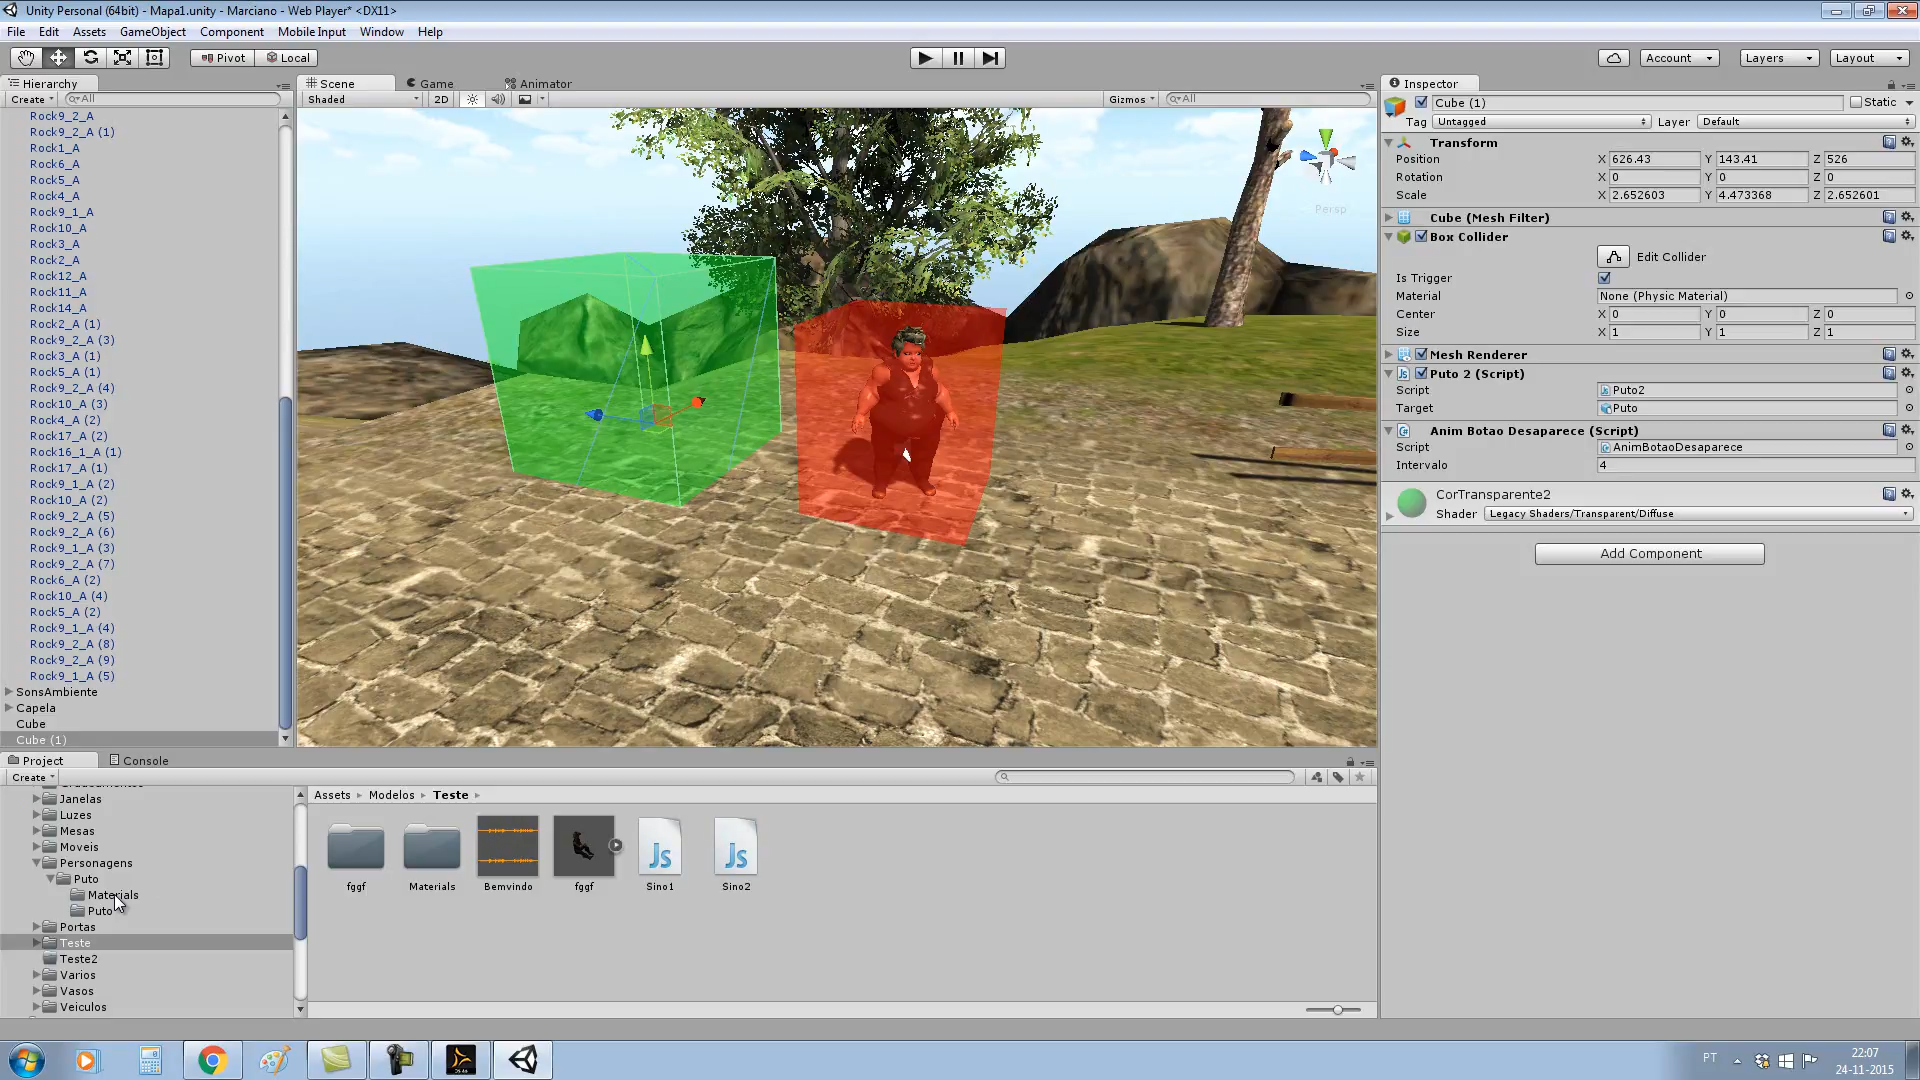 Unity Personal (64bit) - Mapa1.unity - Marciano - Web Player* <DX11>
File Edit Assets GameObject Component Mobile Input Window Help
Pivot Local Account Layers Layout
Hierarchy
Create All
Rock9_2_A
Rock9_2_A (1)
Rock1_A
Rock6_A
Rock5_A
Rock4_A
Rock9_1_A
Rock10_A
Rock3_A
Rock2_A
Rock12_A
Rock11_A
Rock14_A
Rock2_A (1)
Rock9_2_A (3)
Rock3_A (1)
Rock5_A (1)
Rock9_2_A (4)
Rock10_A (3)
Rock4_A (2)
Rock17_A (2)
Rock16_1_A (1)
Rock17_A (1)
Rock9_1_A (2)
Rock10_A (2)
Rock9_2_A (5)
Rock9_2_A (6)
Rock9_1_A (3)
Rock9_2_A (7)
Rock6_A (2)
Rock10_A (4)
Rock5_A (2)
Rock9_1_A (4)
Rock9_2_A (8)
Rock9_2_A (9)
Rock9_1_A (5)
SonsAmbiente
Capela
Cube
Cube (1)
Scene Game Animator
Shaded 2D Gizmos All
Persp
Inspector
Cube (1) Static
Tag Untagged Layer Default
Transform
Position X 626.43 Y 143.41 Z 526
Rotation X 0 Y 0 Z 0
Scale X 2.652603 Y 4.473368 Z 2.652601
Cube (Mesh Filter)
Box Collider
Edit Collider
Is Trigger
Material None (Physic Material)
Center X 0 Y 0 Z 0
Size X 1 Y 1 Z 1
Mesh Renderer
Puto 2 (Script)
Script Puto2
Target Puto
Anim Botao Desaparece (Script)
Script AnimBotaoDesaparece
Intervalo 4
CorTransparente2
Shader Legacy Shaders/Transparent/Diffuse
Add Component
Project Console
Create
Janelas
Luzes
Mesas
Moveis
Personagens
Puto
Materials
Puto
Portas
Teste
Teste2
Varios
Vasos
Veiculos
Assets Modelos Teste
fggf Materials Bemvindo fggf Sino1 Sino2
Js Js
PT 22:07
24-11-2015